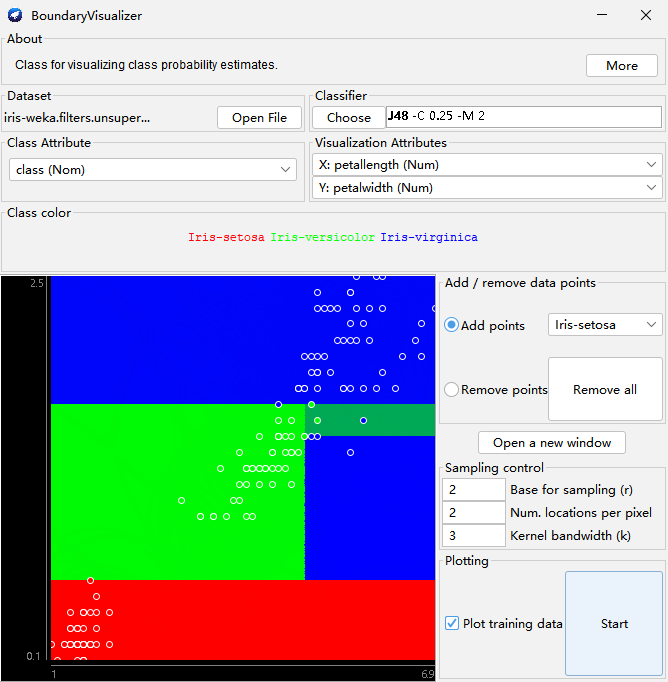 BoundaryVisualizer
About
Class for visualizing class probability estimates.
More
Dataset
iris-weka.filters.unsuper...
Open File
Classifier
Choose
J48 -C 0.25 -M 2
Class Attribute
class (Nom)
Visualization Attributes
X: petallength (Num)
Y: petalwidth (Num)
Class color
Iris-setosa Iris-versicolor Iris-virginica
2.5
0.1
1
6.9
Add / remove data points
Add points
Iris-setosa
Remove points
Remove all
Open a new window
Sampling control
2 Base for sampling (r)
2 Num. locations per pixel
3 Kernel bandwidth (k)
Plotting
Plot training data
Start